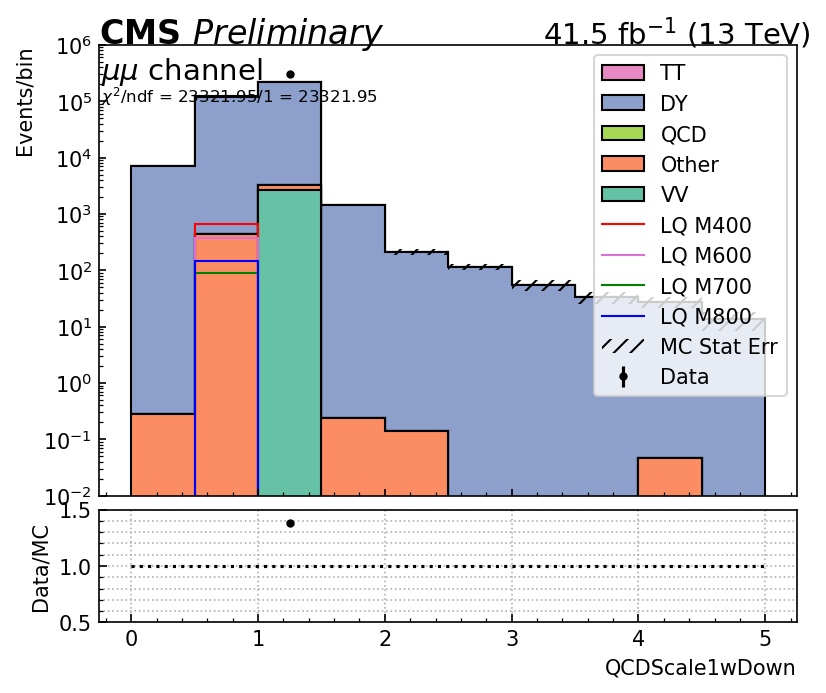 CMS Preliminary 41.5 fb⁻¹ (13 TeV)
μμ channel
χ²/ndf = 23321.95/1 = 23321.95
Events/bin
10⁶
10⁵
10⁴
10³
10²
10¹
10⁰
10⁻¹
10⁻²
TT
DY
QCD
Other
VV
LQ M400
LQ M600
LQ M700
LQ M800
MC Stat Err
Data
Data/MC
1.5
1.0
0.5
0 1 2 3 4 5
QCDScale1wDown